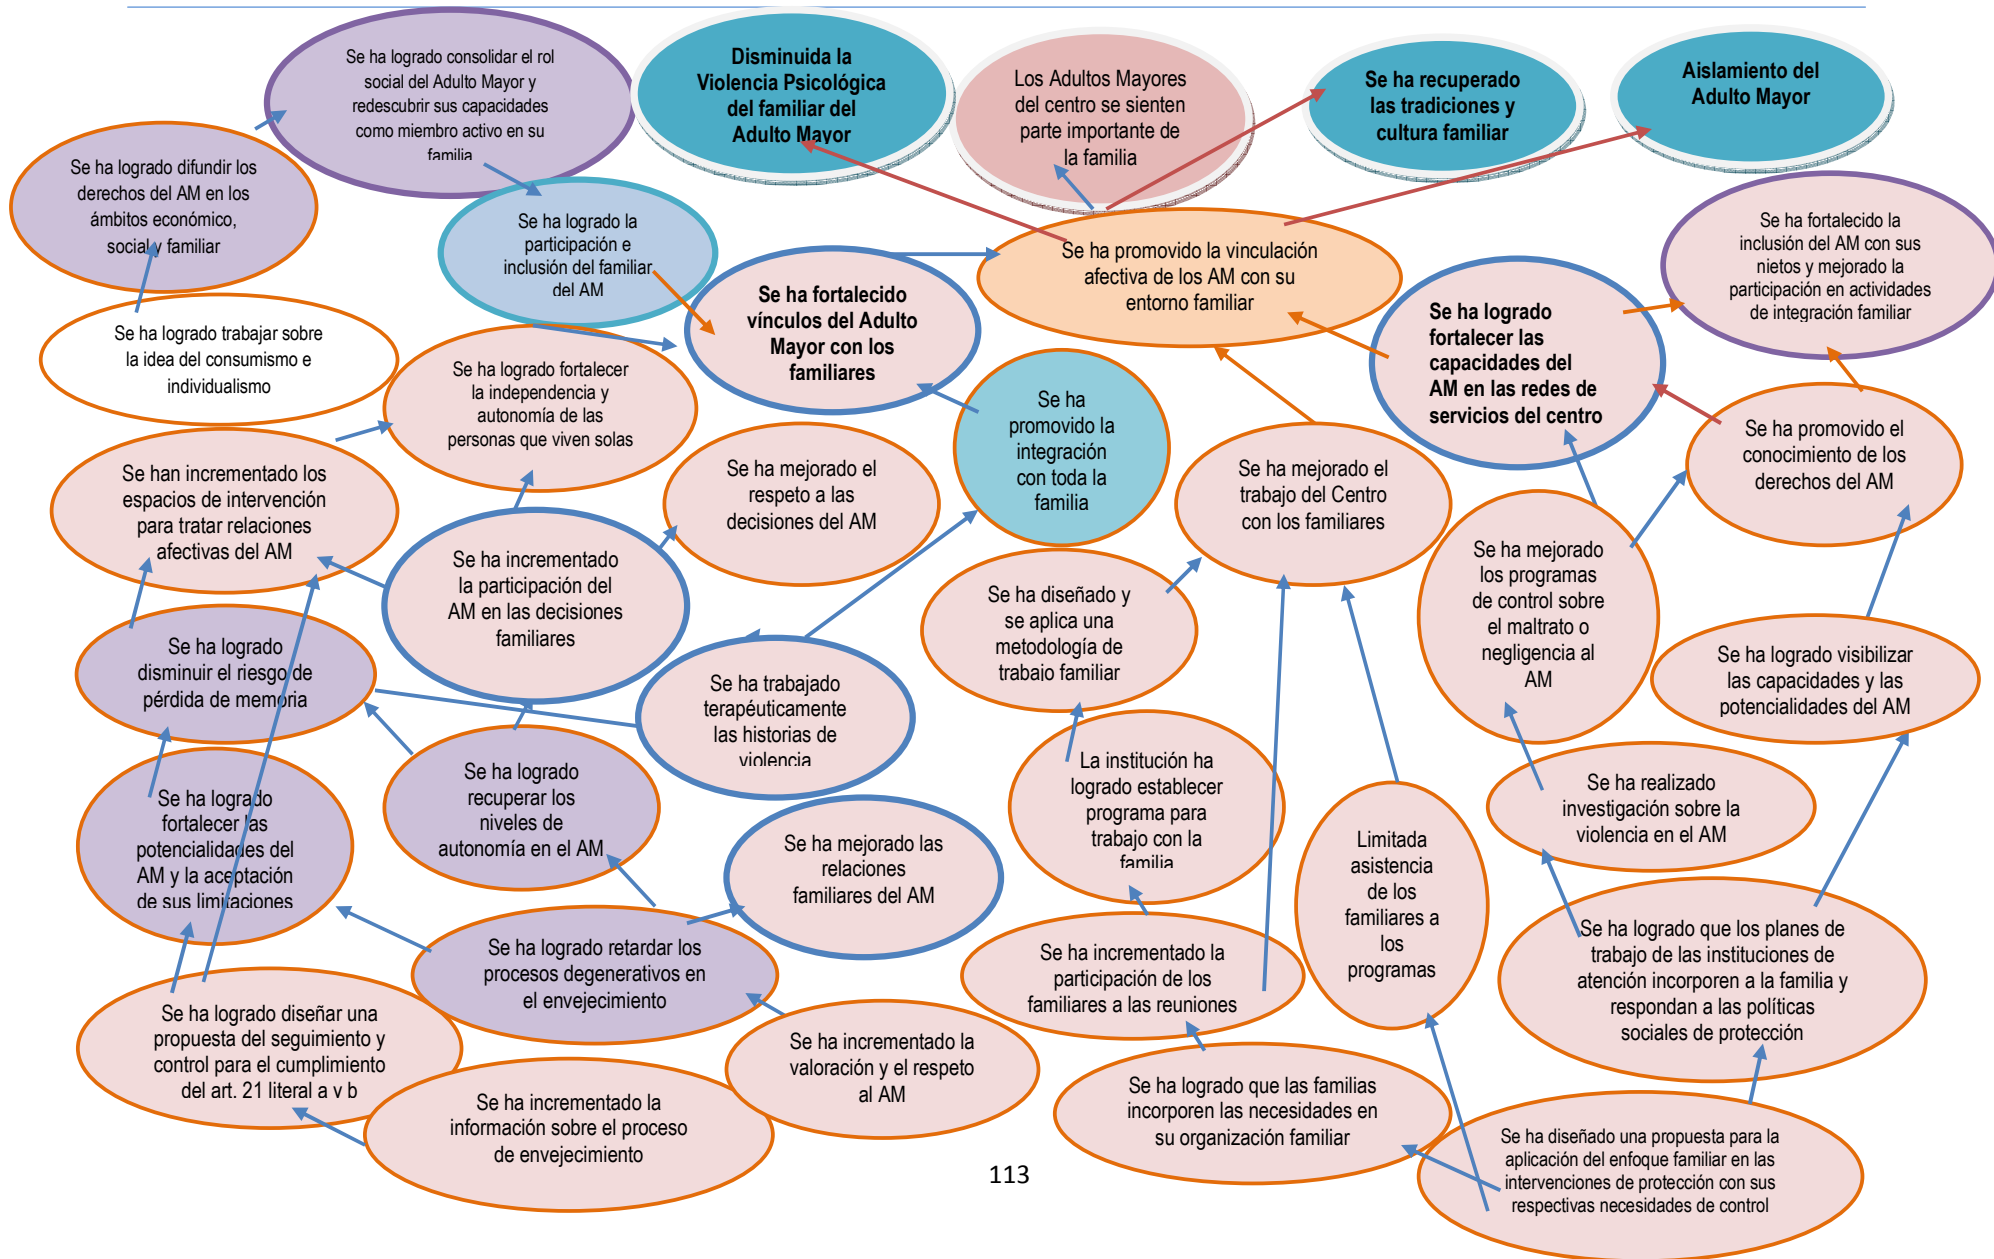 Se ha logrado consolidar el rol
social del Adulto Mayor y
redescubrir sus capacidades
como miembro activo en su
familia
Disminuida la
Violencia Psicológica
del familiar del
Adulto Mayor
Los Adultos Mayores
del centro se sienten
parte importante de
la familia
Se ha recuperado
las tradiciones y
cultura familiar
Aislamiento del
Adulto Mayor
Se ha logrado difundir los
derechos del AM en los
ámbitos económico,
social y familiar
Se ha logrado la
participación e
inclusión del familiar
del AM
Se ha promovido la vinculación
afectiva de los AM con su
entorno familiar
Se ha fortalecido la
inclusión del AM con sus
nietos y mejorado la
participación en actividades
de integración familiar
Se ha fortalecido
vínculos del Adulto
Mayor con los
familiares
Se ha logrado
fortalecer las
capacidades del
AM en las redes de
servicios del centro
Se ha logrado trabajar sobre
la idea del consumismo e
individualismo
Se ha logrado fortalecer
la independencia y
autonomía de las
personas que viven solas
Se ha
promovido la
integración
con toda la
familia
Se ha promovido el
conocimiento de los
derechos del AM
Se han incrementado los
espacios de intervención
para tratar relaciones
afectivas del AM
Se ha mejorado el
respeto a las
decisiones del AM
Se ha mejorado el
trabajo del Centro
con los familiares
Se ha incrementado
la participación del
AM en las decisiones
familiares
Se ha diseñado y
se aplica una
metodología de
trabajo familiar
Se ha mejorado
los programas
de control sobre
el maltrato o
negligencia al
AM
Se ha logrado
disminuir el riesgo de
pérdida de memoria
Se ha trabajado
terapéuticamente
las historias de
violencia
Se ha logrado visibilizar
las capacidades y las
potencialidades del AM
Se ha logrado
fortalecer las
potencialidades del
AM y la aceptación
de sus limitaciones
Se ha logrado
recuperar los
niveles de
autonomía en el AM
La institución ha
logrado establecer
programa para
trabajo con la
familia
Se ha realizado
investigación sobre la
violencia en el AM
Se ha mejorado las
relaciones
familiares del AM
Limitada
asistencia
de los
familiares a
los
programas
Se ha logrado retardar los
procesos degenerativos en
el envejecimiento
Se ha incrementado la
participación de los
familiares a las reuniones
Se ha logrado que los planes de
trabajo de las instituciones de
atención incorporen a la familia y
respondan a las políticas
sociales de protección
Se ha logrado diseñar una
propuesta del seguimiento y
control para el cumplimiento
del art. 21 literal a y b
Se ha incrementado la
valoración y el respeto
al AM
Se ha incrementado la
información sobre el proceso
de envejecimiento
Se ha logrado que las familias
incorporen las necesidades en
su organización familiar
Se ha diseñado una propuesta para la
aplicación del enfoque familiar en las
intervenciones de protección con sus
respectivas necesidades de control
113